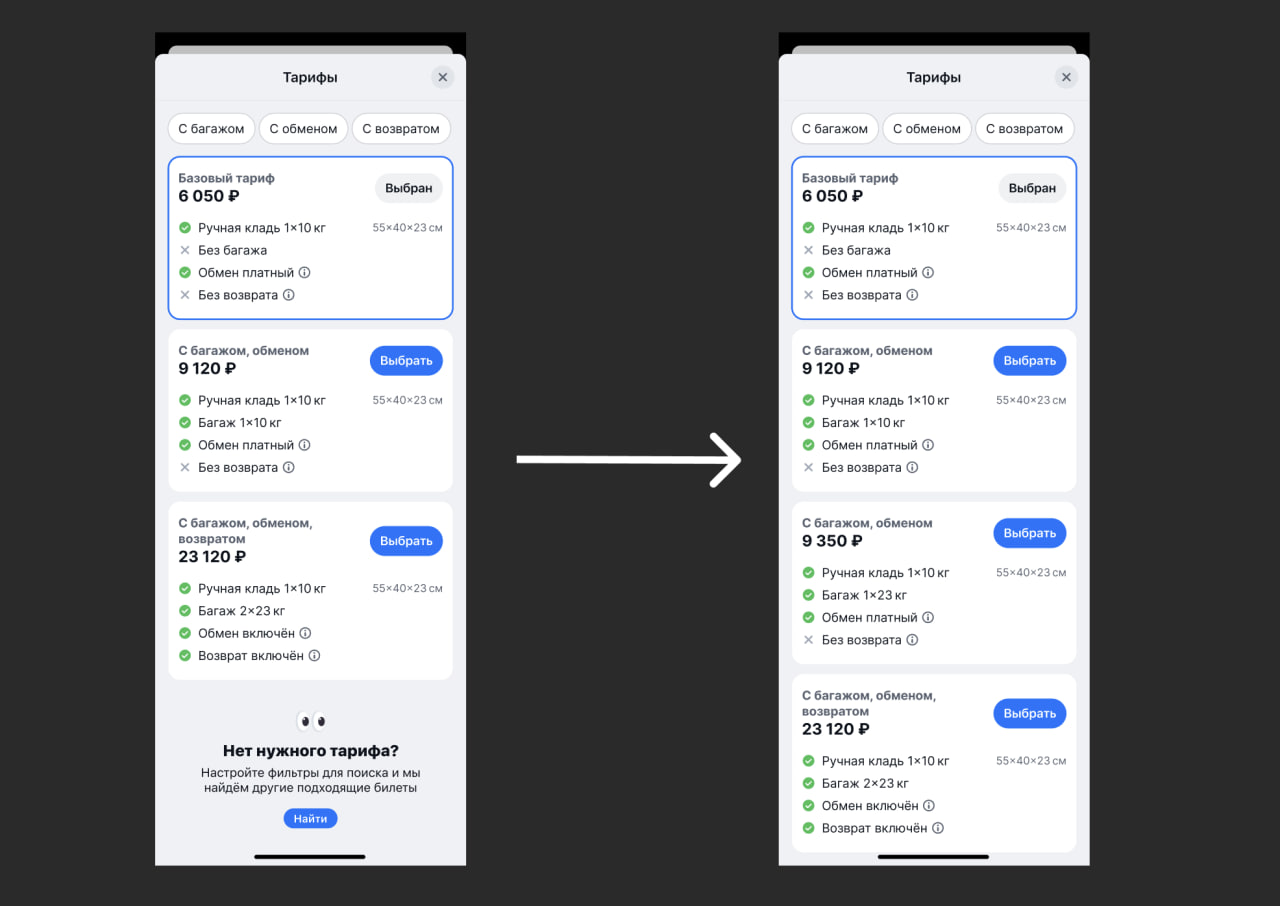 Тарифы
С багажом
С обменом
С возвратом
Базовый тариф
6 050 ₽
Выбран
Ручная кладь 1×10 кг
55×40×23 см
Без багажа
Обмен платный
Без возврата
С багажом, обменом
9 120 ₽
Выбрать
Ручная кладь 1×10 кг
55×40×23 см
Багаж 1×10 кг
Обмен платный
Без возврата
С багажом, обменом,
возвратом
23 120 ₽
Выбрать
Ручная кладь 1×10 кг
55×40×23 см
Багаж 2×23 кг
Обмен включён
Возврат включён
Нет нужного тарифа?
Настройте фильтры для поиска и мы
найдём другие подходящие билеты
Найти
Тарифы
С багажом
С обменом
С возвратом
Базовый тариф
6 050 ₽
Выбран
Ручная кладь 1×10 кг
55×40×23 см
Без багажа
Обмен платный
Без возврата
С багажом, обменом
9 120 ₽
Выбрать
Ручная кладь 1×10 кг
55×40×23 см
Багаж 1×10 кг
Обмен платный
Без возврата
С багажом, обменом
9 350 ₽
Выбрать
Ручная кладь 1×10 кг
55×40×23 см
Багаж 1×23 кг
Обмен платный
Без возврата
С багажом, обменом,
возвратом
23 120 ₽
Выбрать
Ручная кладь 1×10 кг
55×40×23 см
Багаж 2×23 кг
Обмен включён
Возврат включён